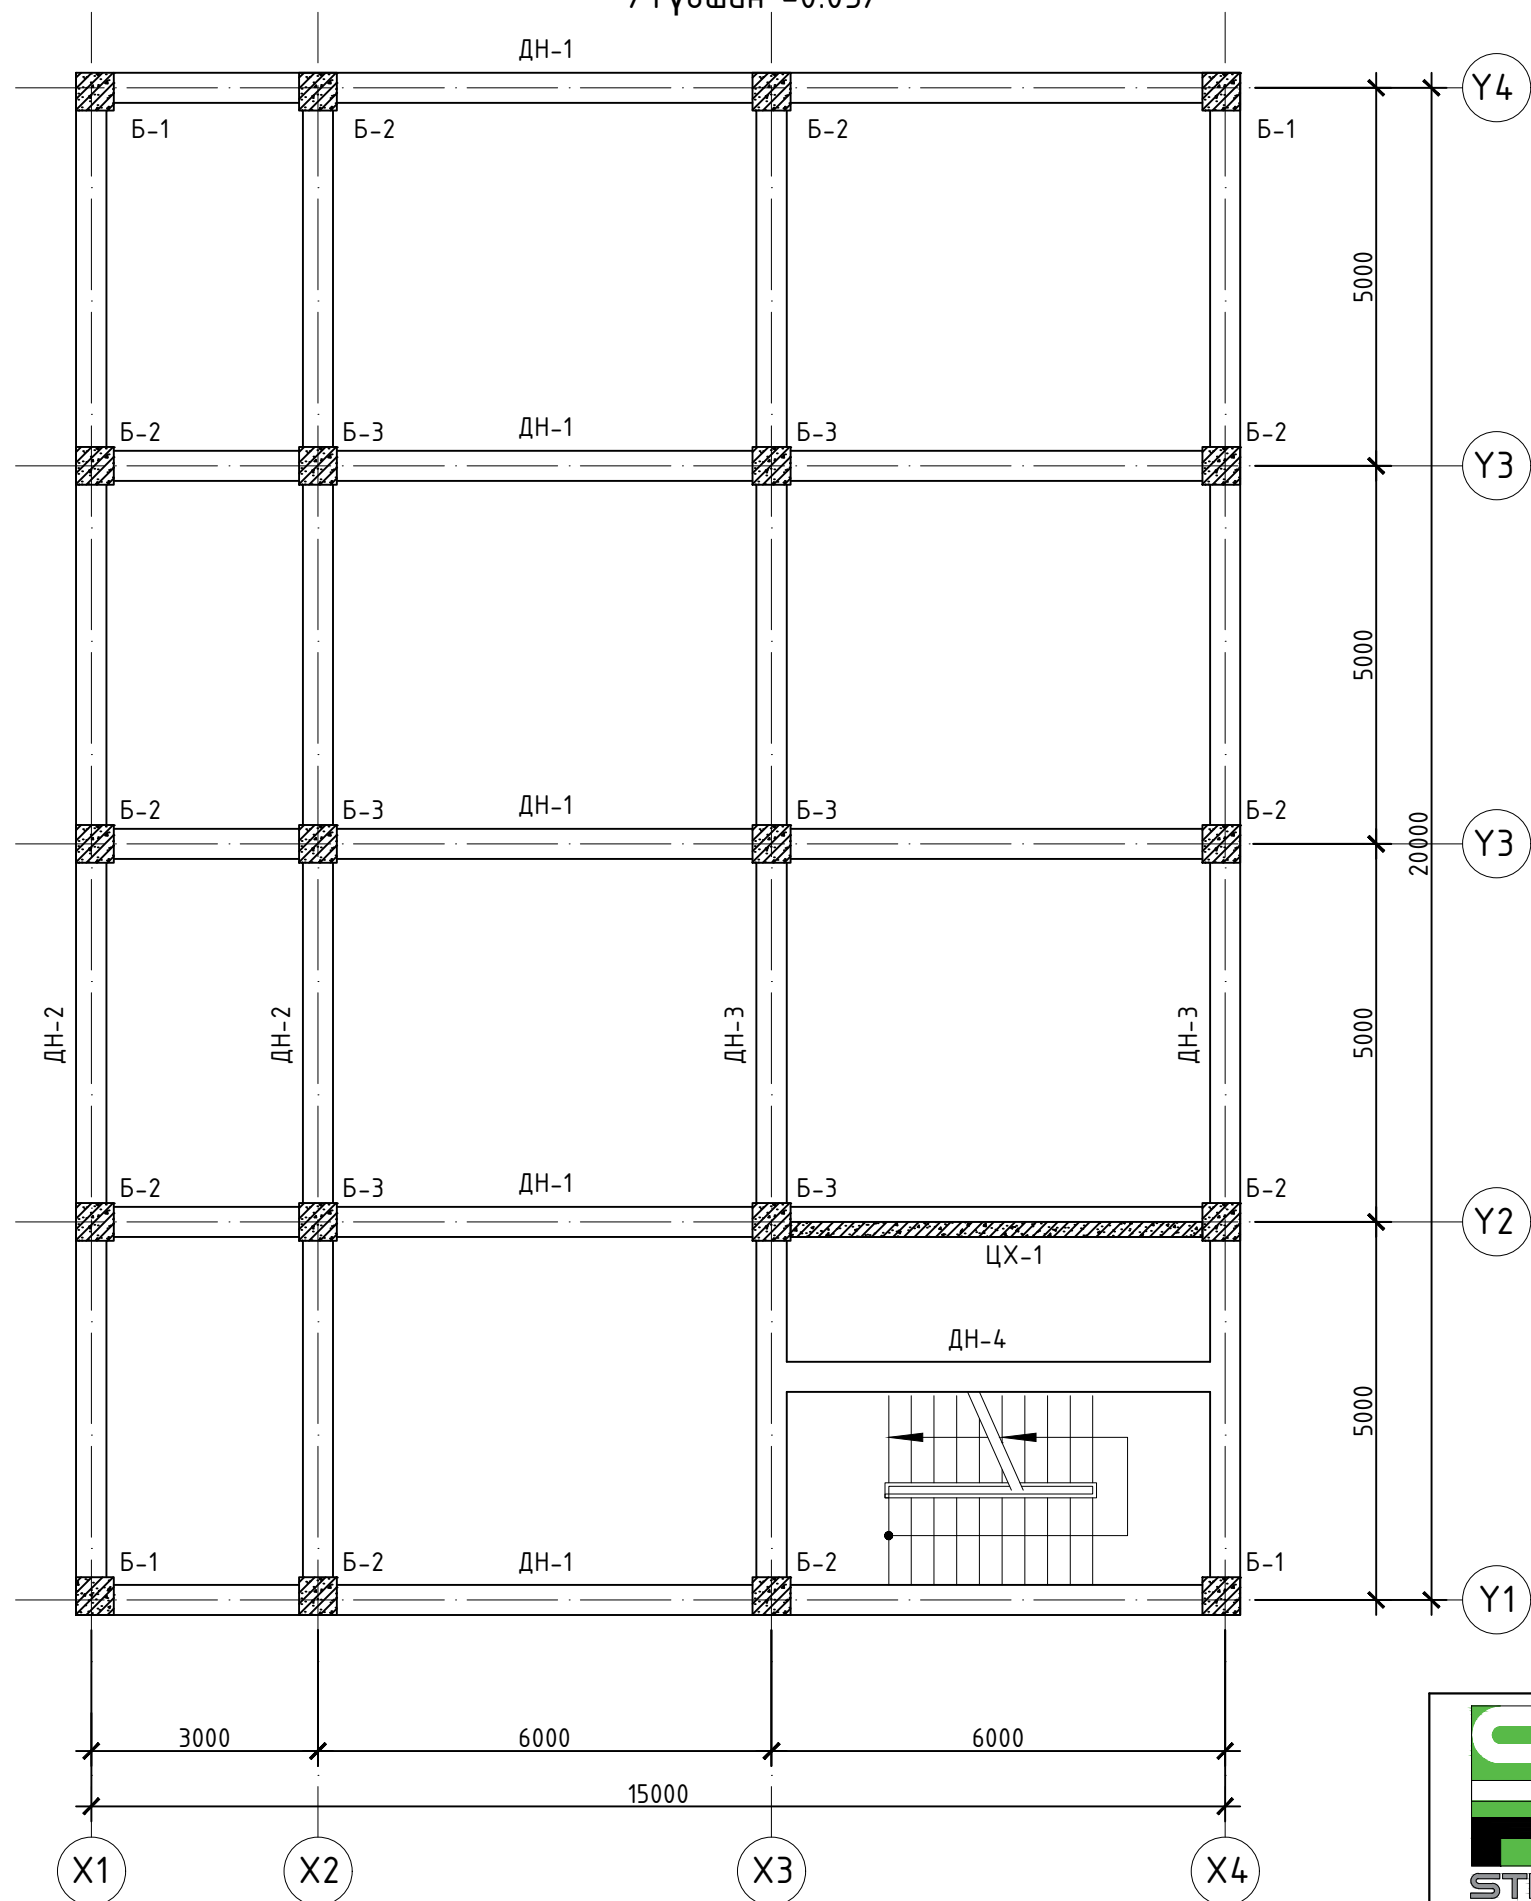 ДН-1
Y4
Б-1 Б-2 Б-2 Б-1
5000
Б-2 Б-3 ДН-1 Б-3 Б-2
Y3
5000
Б-2 Б-3 ДН-1 Б-3 Б-2
20000
Y3
ДН-2 ДН-2 ДН-3 ДН-3
5000
Б-2 Б-3 ДН-1 Б-3 Б-2
Y2
ЦХ-1
ДН-4
5000
Б-1 Б-2 ДН-1 Б-2 Б-1
Y1
3000 6000 6000
15000
X1 X2 X3 X4